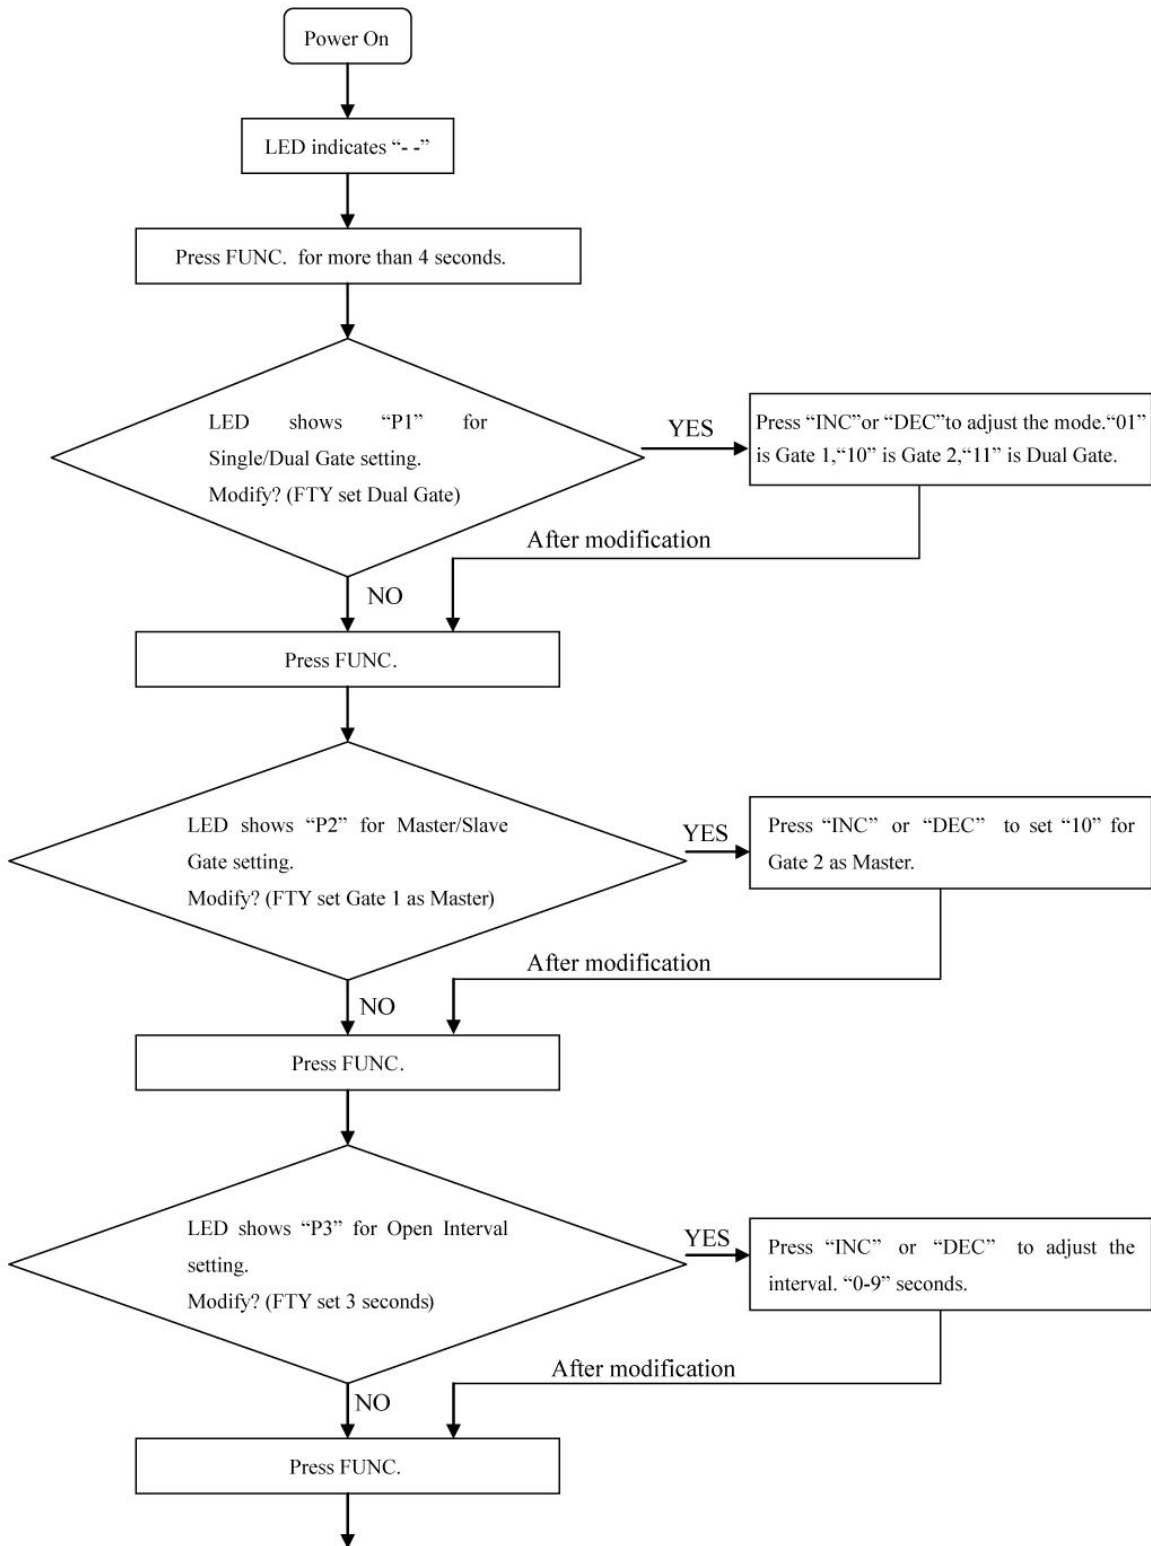 Power On
LED indicates “- -”
Press FUNC. for more than 4 seconds.
LED shows “P1” for
Single/Dual Gate setting.
Modify? (FTY set Dual Gate)
YES
Press “INC”or “DEC”to adjust the mode.“01”
is Gate 1,“10” is Gate 2,“11” is Dual Gate.
After modification
NO
Press FUNC.
LED shows “P2” for Master/Slave
Gate setting.
Modify? (FTY set Gate 1 as Master)
YES
Press “INC” or “DEC” to set “10” for
Gate 2 as Master.
After modification
NO
Press FUNC.
LED shows “P3” for Open Interval
setting.
Modify? (FTY set 3 seconds)
YES
Press “INC” or “DEC” to adjust the
interval. “0-9” seconds.
After modification
NO
Press FUNC.